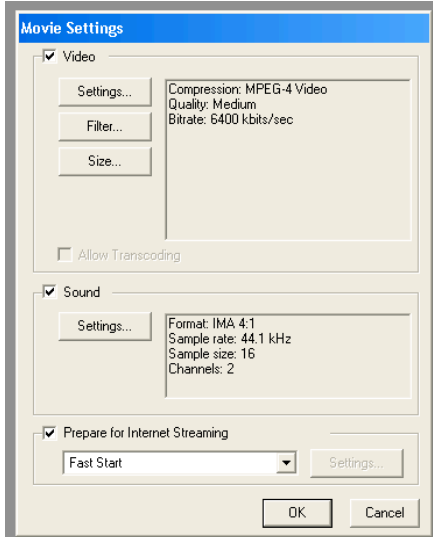 Movie Settings
Video
Settings...
Compression: MPEG-4 Video
Quality: Medium
Bitrate: 6400 kbits/sec
Filter...
Size...
Allow Transcoding
Sound
Settings...
Format: IMA 4:1
Sample rate: 44.1 kHz
Sample size: 16
Channels: 2
Prepare for Internet Streaming
Fast Start
Settings...
OK
Cancel